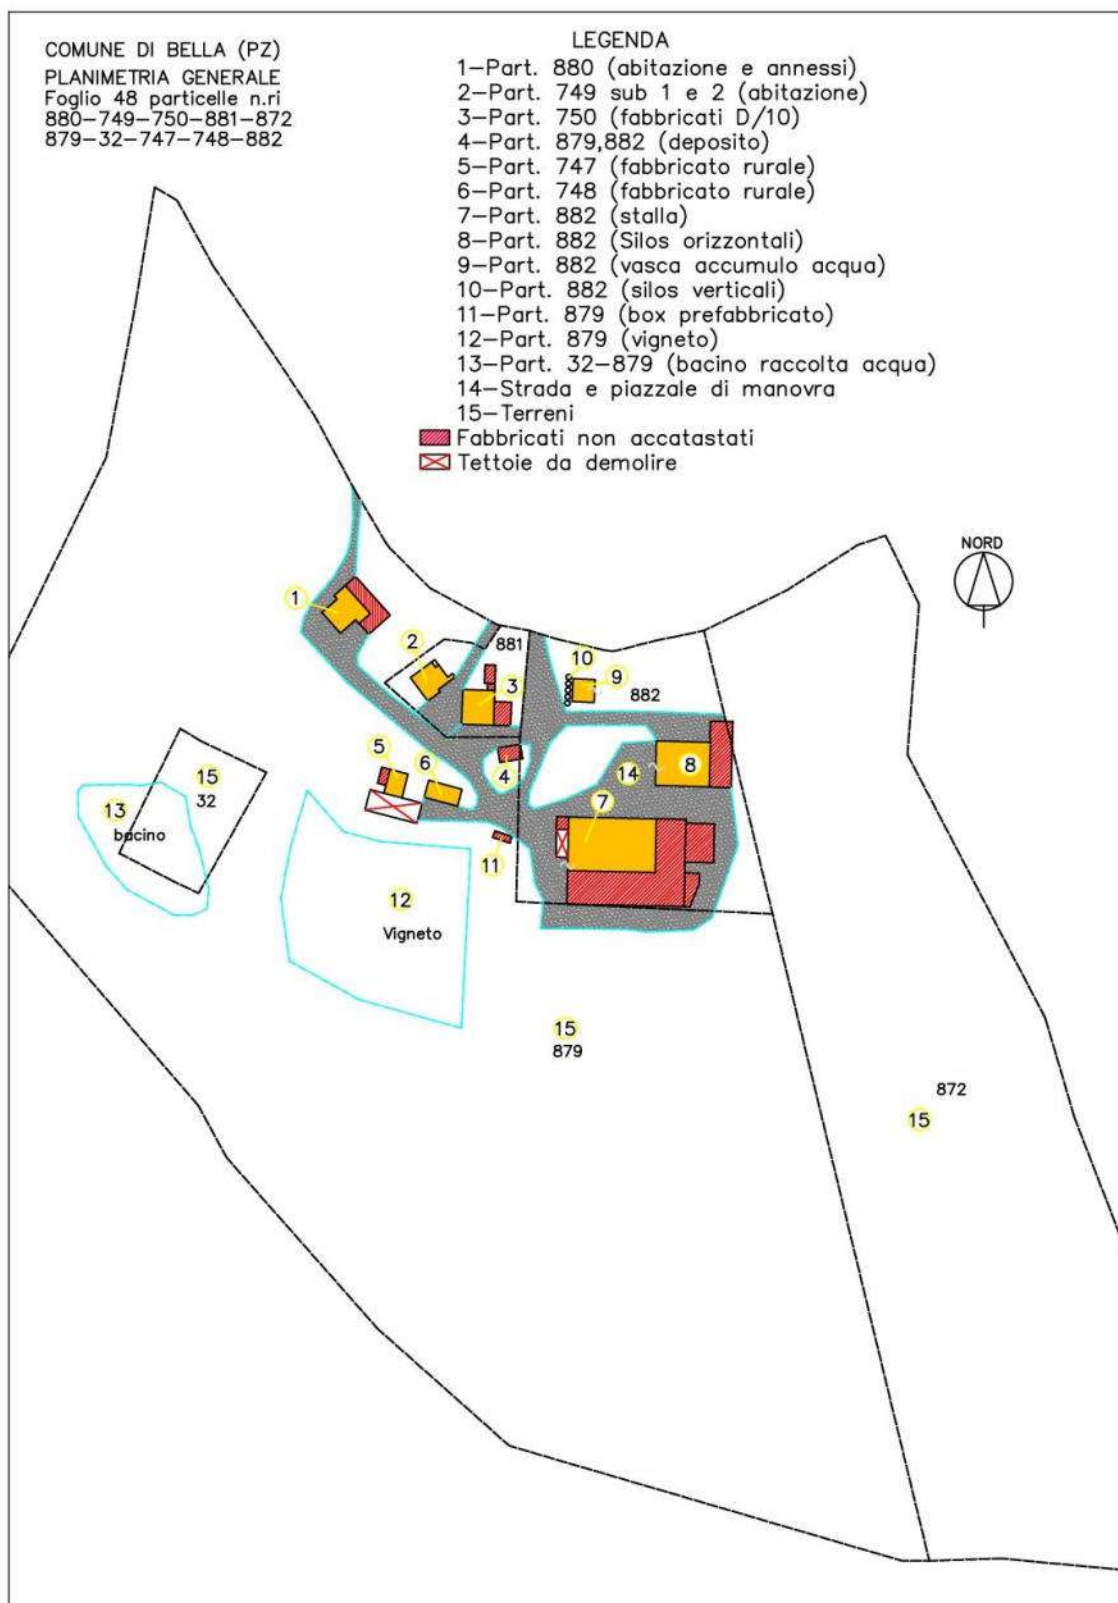 COMUNE DI BELLA (PZ)
PLANIMETRIA GENERALE
Foglio 48 particelle n.ri
880-749-750-881-872
879-32-747-748-882
LEGENDA
1-Part. 880 (abitazione e annessi)
2-Part. 749 sub 1 e 2 (abitazione)
3-Part. 750 (fabbricati D/10)
4-Part. 879,882 (deposito)
5-Part. 747 (fabbricato rurale)
6-Part. 748 (fabbricato rurale)
7-Part. 882 (stalla)
8-Part. 882 (Silos orizzontali)
9-Part. 882 (vasca accumulo acqua)
10-Part. 882 (silos verticali)
11-Part. 879 (box prefabbricato)
12-Part. 879 (vigneto)
13-Part. 32-879 (bacino raccolta acqua)
14-Strada e piazzale di manovra
15-Terreni
Fabbricati non accatastati
Tettoie da demolire
NORD
1
2
881
10
9
882
3
5
6
4
14
8
7
15
32
13
bacino
11
12
Vigneto
15
879
872
15